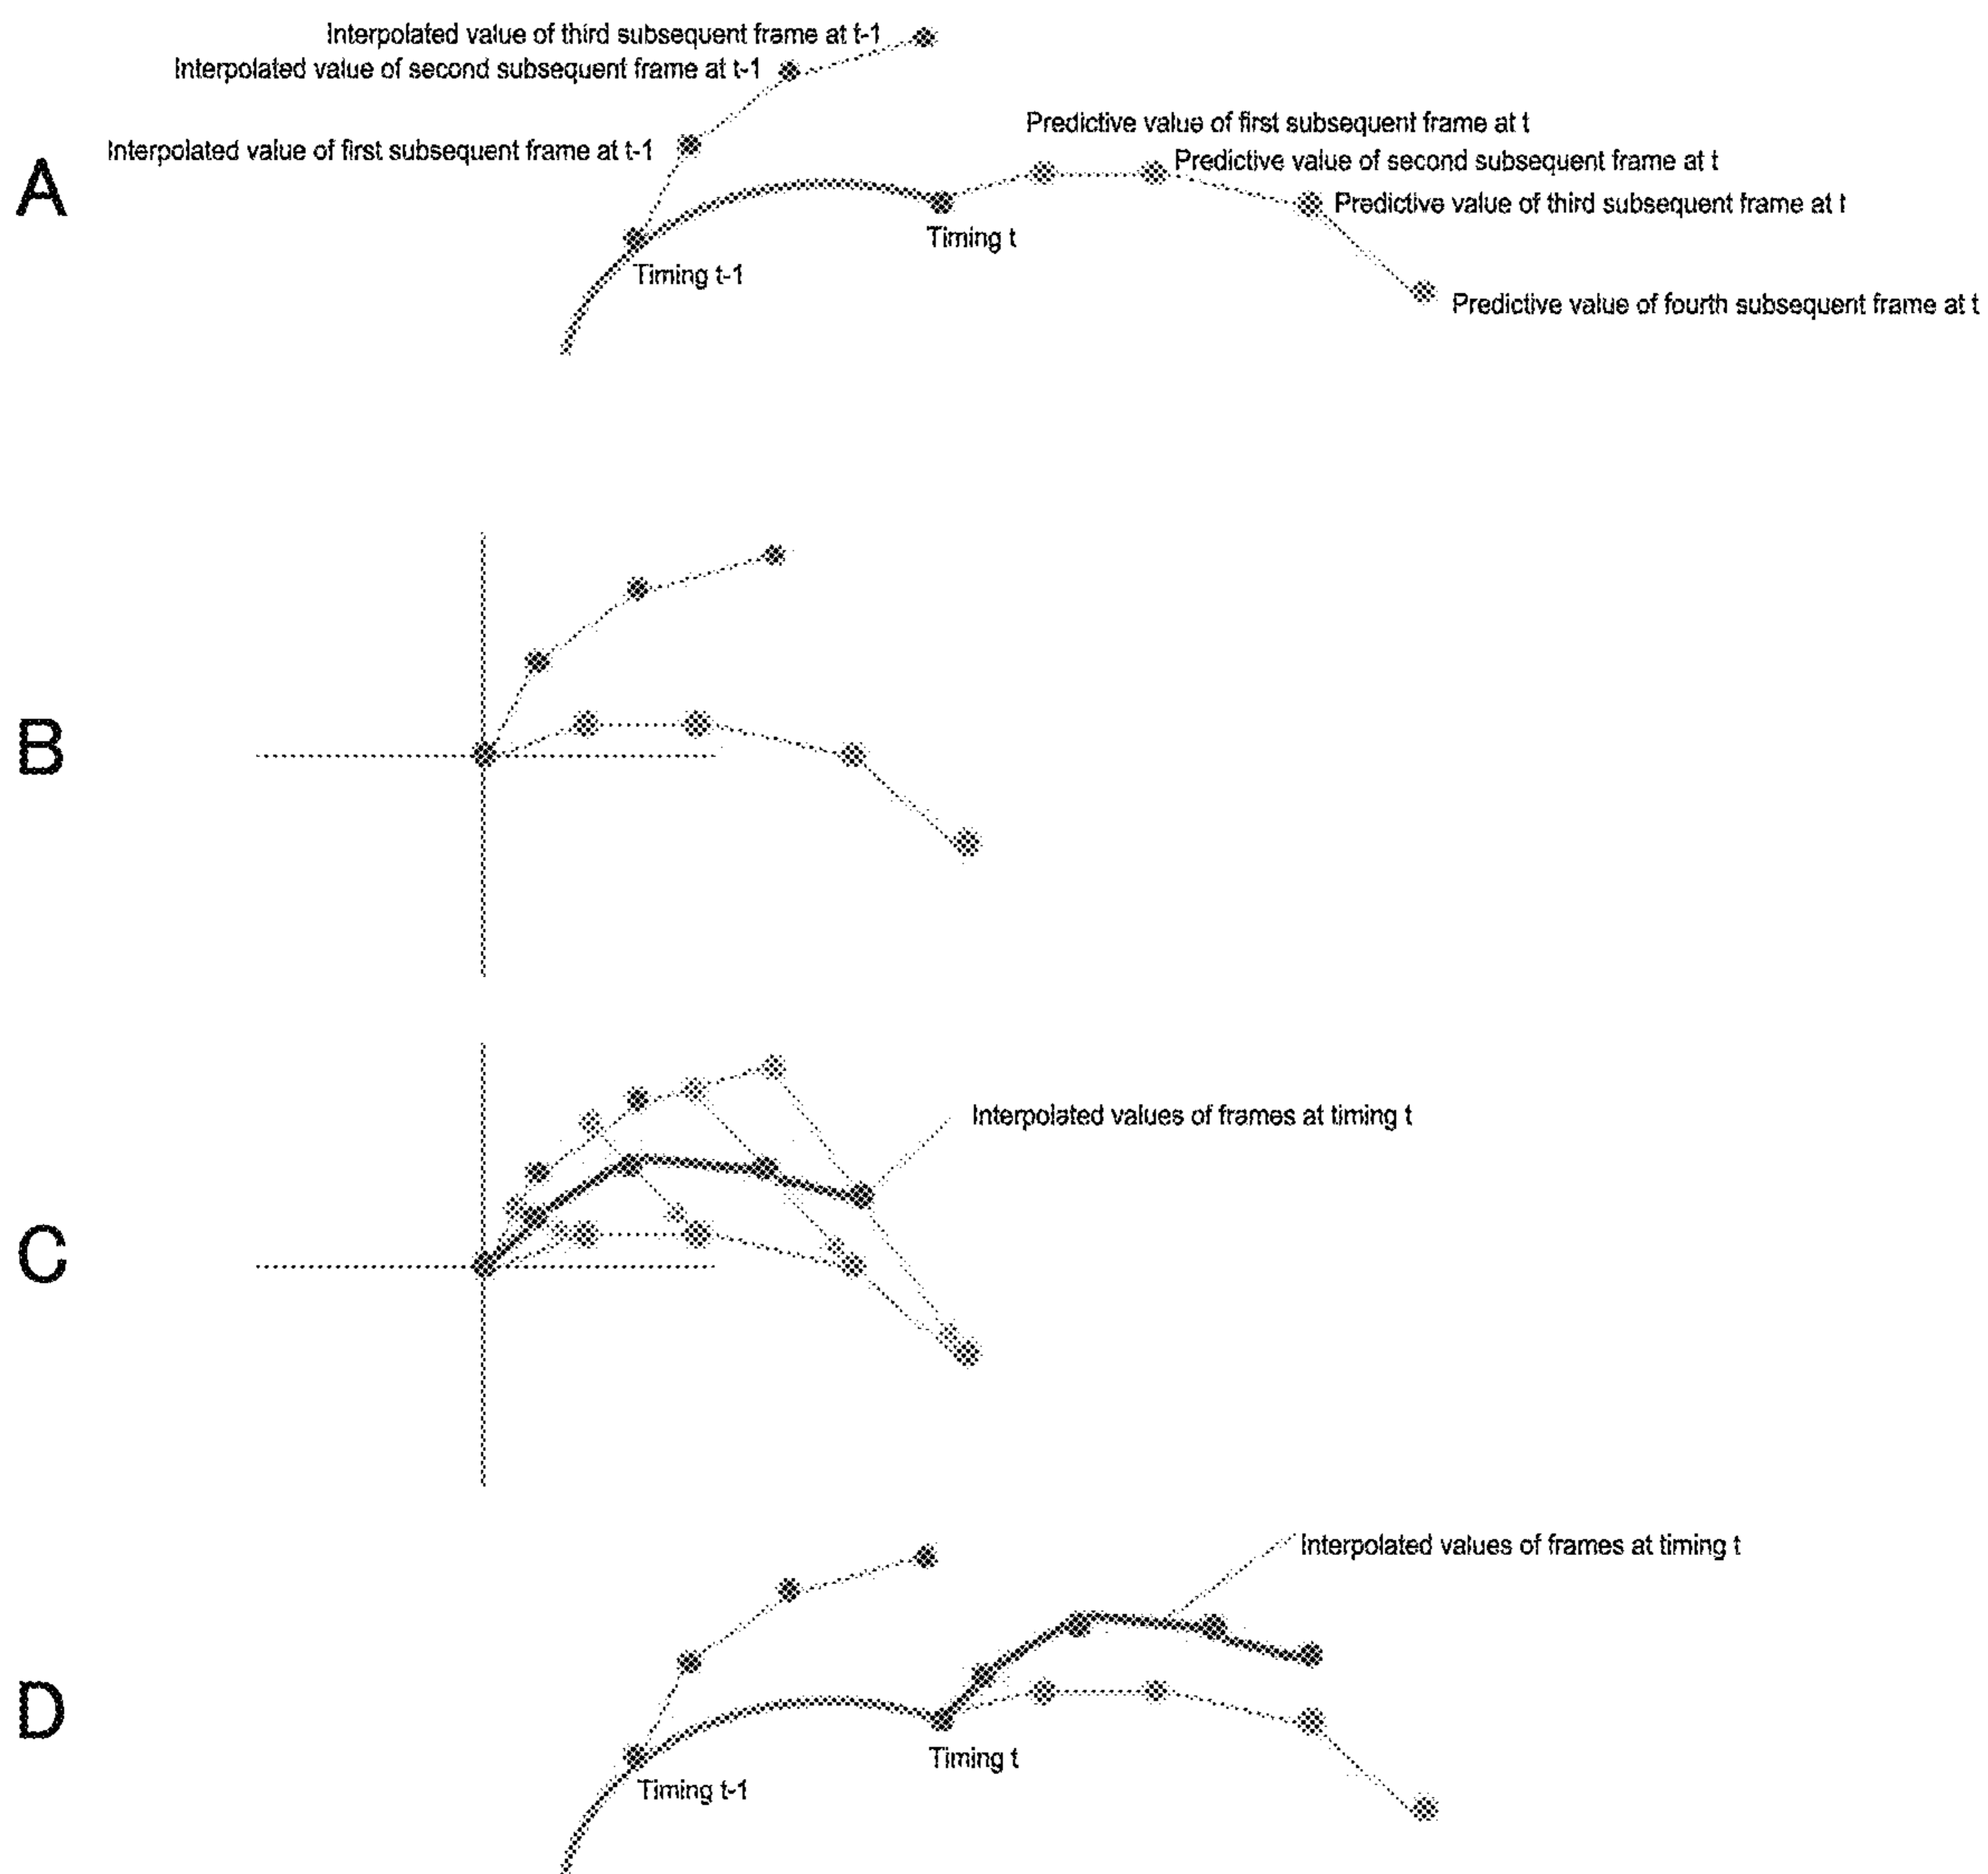 Interpolated value of third subsequent frame at t-1
Interpolated value of second subsequent frame at t-1
Interpolated value of first subsequent frame at t-1
Predictive value of first subsequent frame at t
Predictive value of second subsequent frame at t
Predictive value of third subsequent frame at t
Predictive value of fourth subsequent frame at t
A
Timing t-1
Timing t
B
C
Interpolated values of frames at timing t
D
Interpolated values of frames at timing t
Timing t-1
Timing t